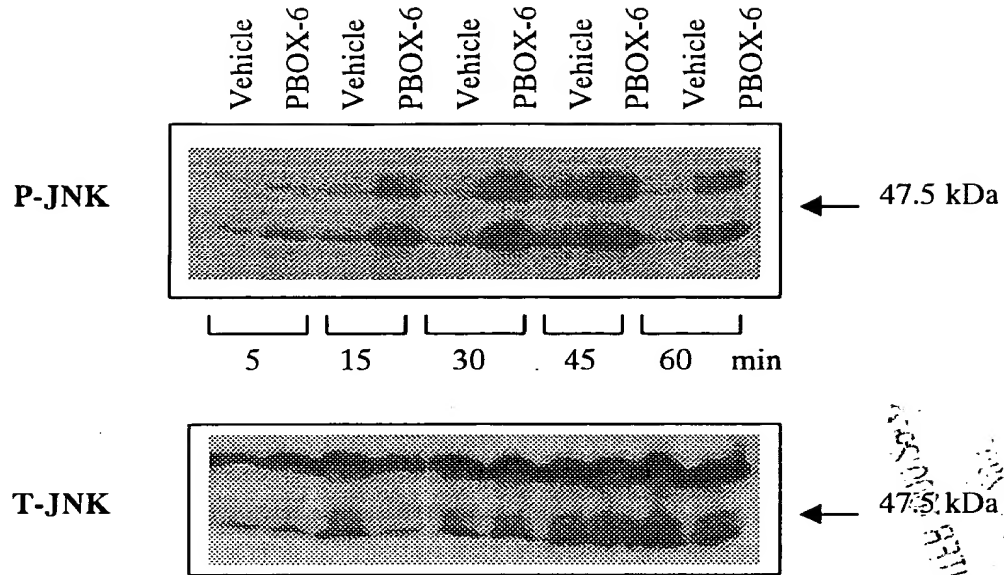 Vehicle
PBOX-6
Vehicle
PBOX-6
Vehicle
PBOX-6
Vehicle
PBOX-6
Vehicle
PBOX-6
P-JNK
47.5 kDa
5 15 30 45 60 min
T-JNK
47.5 kDa